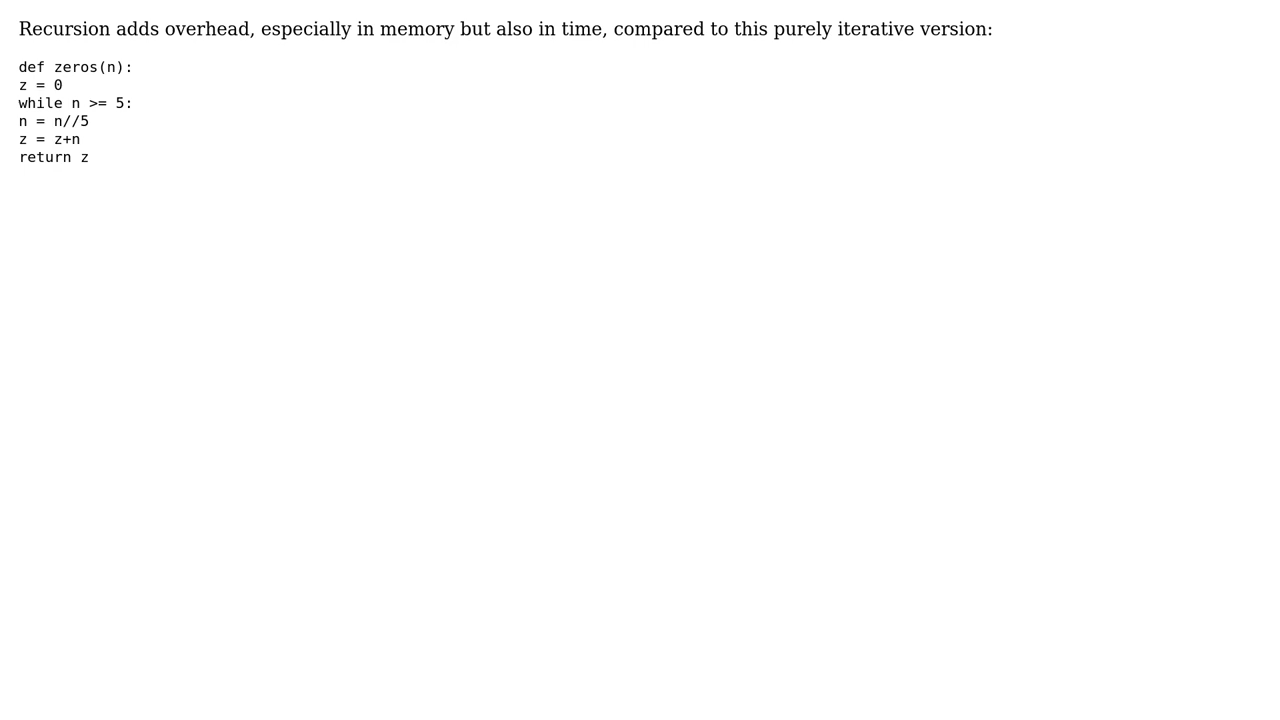 Recursion adds overhead, especially in memory but also in time, compared to this purely iterative version:
def zeros(n):
z = 0
while n >= 5:
n = n//5
z = z+n
return z